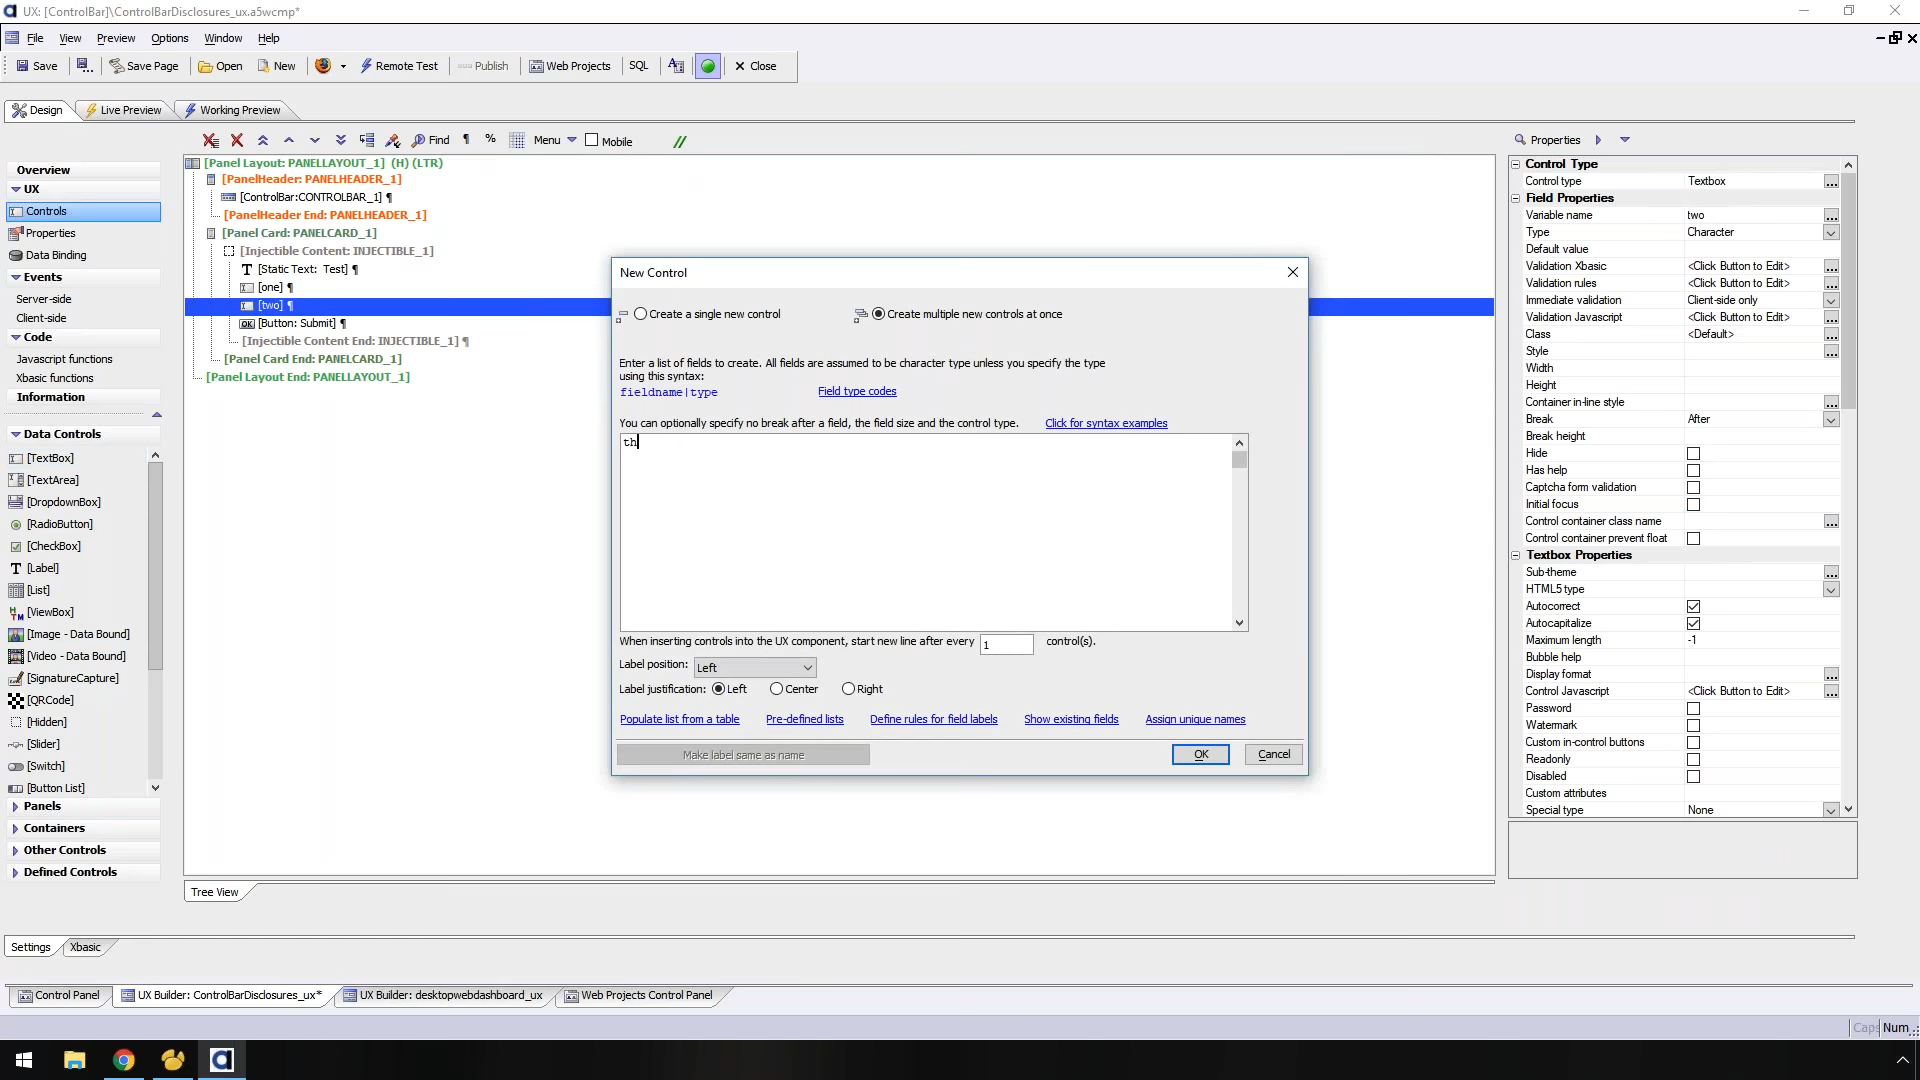 UX: [ControlBar]\ControlBarDisclosures_ux.a5wcmp*
File View Preview Options Window Help
Save Save Page Open New Remote Test Publish Web Projects SQL Close
Design Live Preview Working Preview
Find ¶ % Menu Mobile //
Properties
Overview
UX
Controls
Properties
Data Binding
Events
Server-side
Client-side
Code
Javascript functions
Xbasic functions
Information
Data Controls
[TextBox]
[TextArea]
[DropdownBox]
[RadioButton]
[CheckBox]
[Label]
[List]
[ViewBox]
[Image - Data Bound]
[Video - Data Bound]
[SignatureCapture]
[QRCode]
[Hidden]
[Slider]
[Switch]
[Button List]
Panels
Containers
Other Controls
Defined Controls
[Panel Layout: PANELLAYOUT_1] (H) (LTR)
[PanelHeader: PANELHEADER_1]
[ControlBar:CONTROLBAR_1] ¶
[PanelHeader End: PANELHEADER_1]
[Panel Card: PANELCARD_1]
[Injectible Content: INJECTIBLE_1]
[Static Text: Test] ¶
[one] ¶
[two] ¶
[Button: Submit] ¶
[Injectible Content End: INJECTIBLE_1] ¶
[Panel Card End: PANELCARD_1]
[Panel Layout End: PANELLAYOUT_1]
New Control
Create a single new control Create multiple new controls at once
Enter a list of fields to create. All fields are assumed to be character type unless you specify the type
using this syntax:
fieldname|type Field type codes
You can optionally specify no break after a field, the field size and the control type. Click for syntax examples
th
When inserting controls into the UX component, start new line after every 1 control(s).
Label position: Left
Label justification: Left Center Right
Populate list from a table Pre-defined lists Define rules for field labels Show existing fields Assign unique names
Make label same as name OK Cancel
Control Type
Control type Textbox
Field Properties
Variable name two
Type Character
Default value
Validation Xbasic <Click Button to Edit>
Validation rules <Click Button to Edit>
Immediate validation Client-side only
Validation Javascript <Click Button to Edit>
Class <Default>
Style
Width
Height
Container in-line style
Break After
Break height
Hide
Has help
Captcha form validation
Initial focus
Control container class name
Control container prevent float
Textbox Properties
Sub-theme
HTML5 type
Autocorrect
Autocapitalize
Maximum length -1
Bubble help
Display format
Control Javascript <Click Button to Edit>
Password
Watermark
Custom in-control buttons
Readonly
Disabled
Custom attributes
Special type None
Tree View
Settings Xbasic
Control Panel UX Builder: ControlBarDisclosures_ux* UX Builder: desktopwebdashboard_ux Web Projects Control Panel
Caps Num